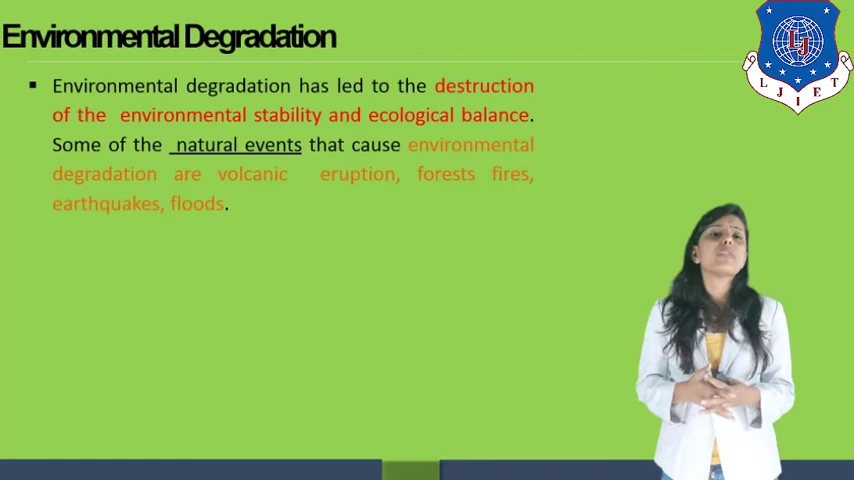 Environmental Degradation
▪ Environmental degradation has led to the destruction
of the environmental stability and ecological balance.
Some of the natural events that cause environmental
degradation are volcanic eruption, forests fires,
earthquakes, floods.
LJ
L J I E T